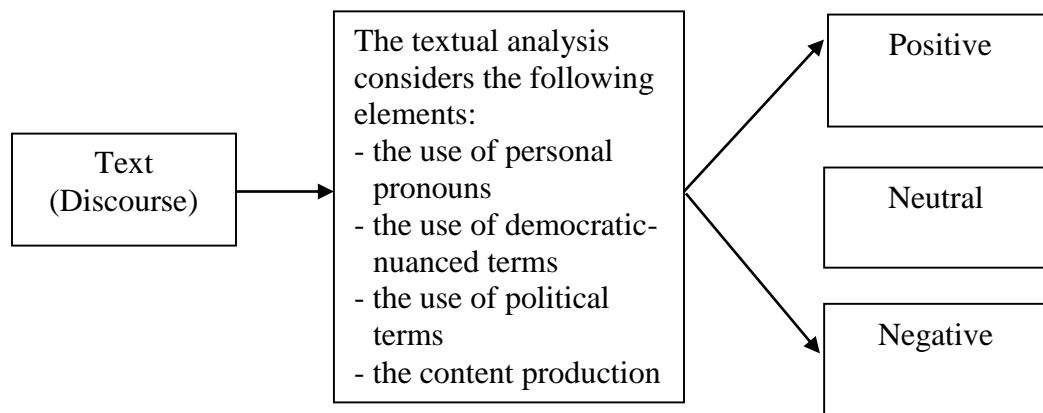 Text
(Discourse)
The textual analysis
considers the following
elements:
- the use of personal
pronouns
- the use of democratic-
nuanced terms
- the use of political
terms
- the content production
Positive
Neutral
Negative